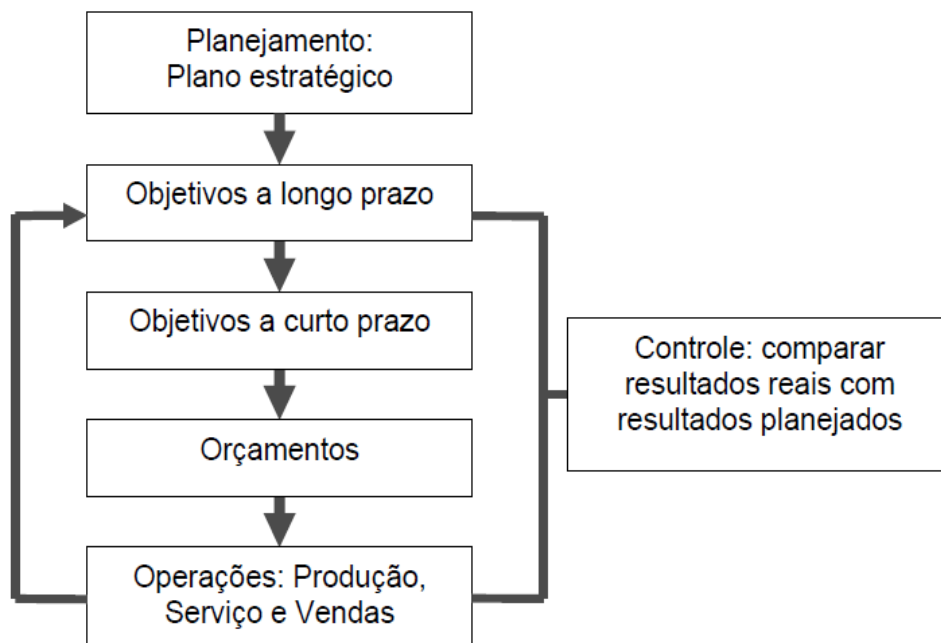 Planejamento:
Plano estratégico
Objetivos a longo prazo
Objetivos a curto prazo
Controle: comparar
resultados reais com
resultados planejados
Orçamentos
Operações: Produção,
Serviço e Vendas